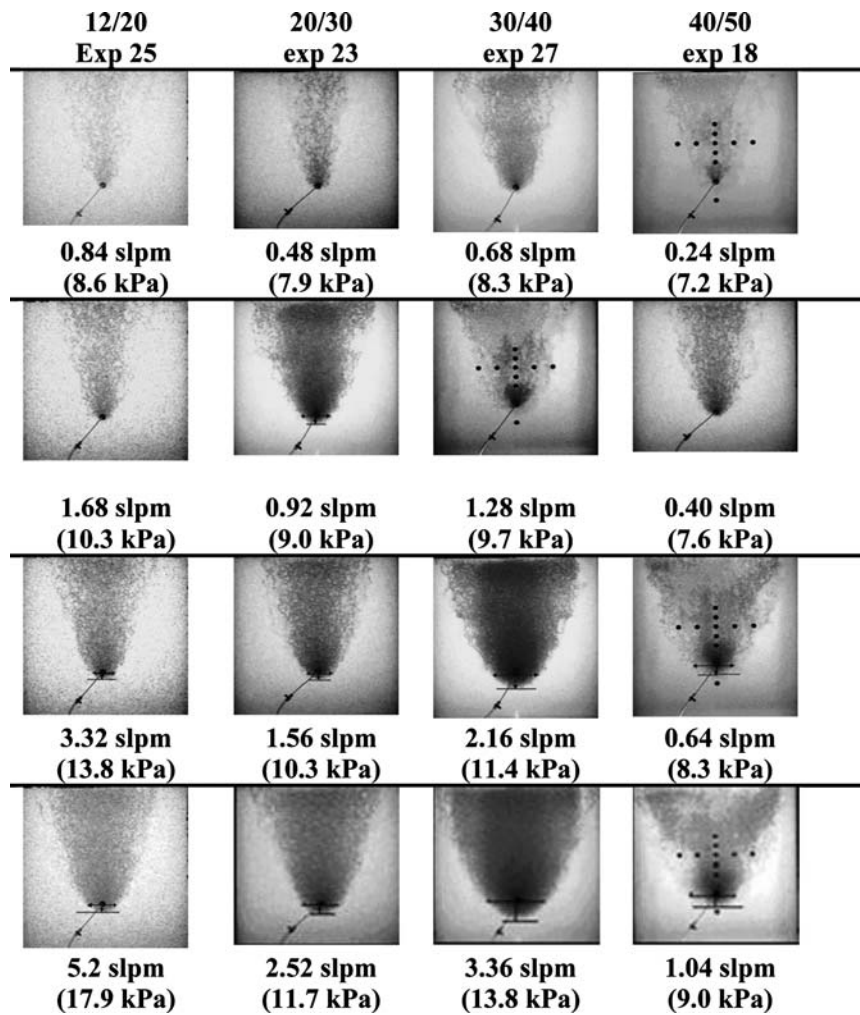 12/20 20/30 30/40 40/50
Exp 25 exp 23 exp 27 exp 18
0.84 slpm 0.48 slpm 0.68 slpm 0.24 slpm
(8.6 kPa) (7.9 kPa) (8.3 kPa) (7.2 kPa)
1.68 slpm 0.92 slpm 1.28 slpm 0.40 slpm
(10.3 kPa) (9.0 kPa) (9.7 kPa) (7.6 kPa)
3.32 slpm 1.56 slpm 2.16 slpm 0.64 slpm
(13.8 kPa) (10.3 kPa) (11.4 kPa) (8.3 kPa)
5.2 slpm 2.52 slpm 3.36 slpm 1.04 slpm
(17.9 kPa) (11.7 kPa) (13.8 kPa) (9.0 kPa)